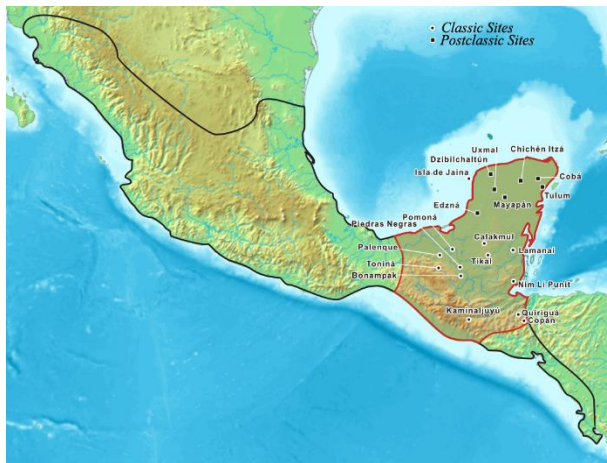 Classic Sites
Postclassic Sites
Uxmal
Chichén Itzá
Dzibilchaltún
Isla de Jaina
Cobá
Tulum
Mayapán
Edzná
Pomoná
Piedras Negras
Calakmul
Palenque
Lamanai
Tikal
Toniná
Bonampak
Nim Li Punit
Kaminaljuyú
Quiriguá
Copán